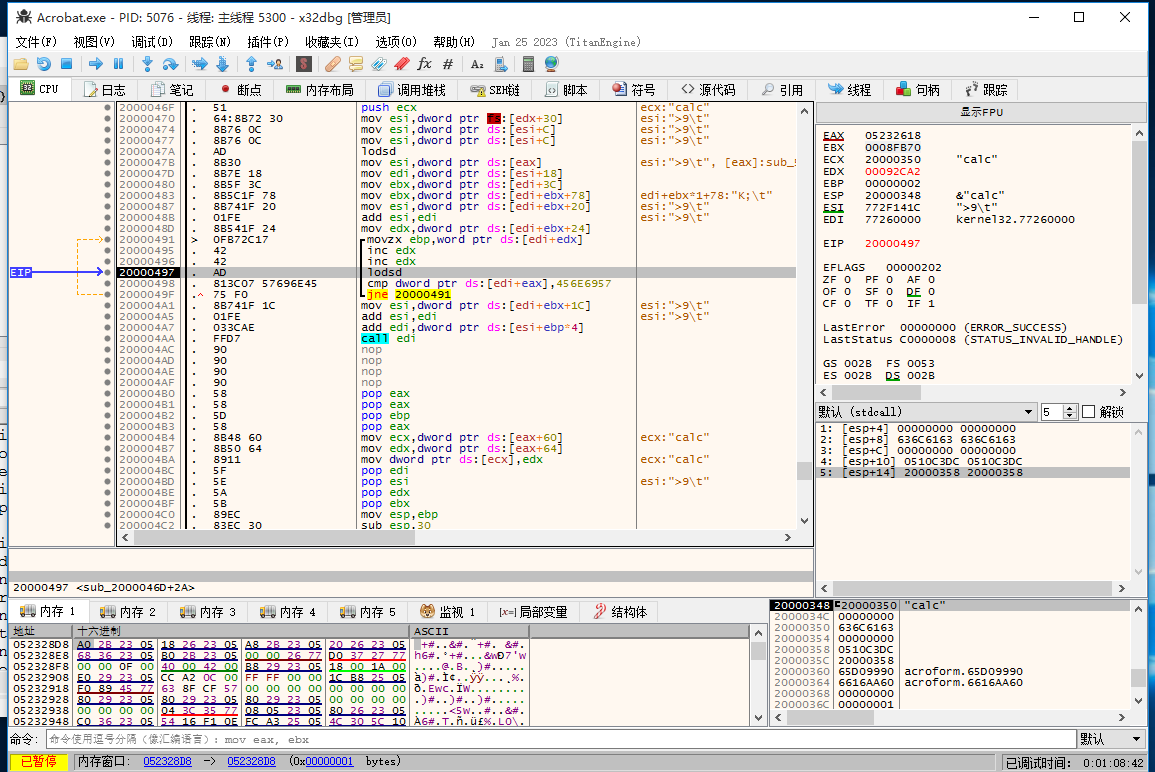 Acrobat.exe - PID: 5076 - 线程: 主线程 5300 - x32dbg [管理员]
文件(F) 视图(V) 调试(D) 跟踪(N) 插件(P) 收藏夹(I) 选项(O) 帮助(H) Jan 25 2023 (TitanEngine)
CPU 日志 笔记 断点 内存布局 调用堆栈 SEH链 脚本 符号 源代码 引用 线程 句柄 跟踪
2000046F . 51 push ecx ecx:"calc"
20000470 . 64:8B72 30 mov esi,dword ptr fs:[edx+30] esi:">9\t"
20000474 . 8B76 0C mov esi,dword ptr ds:[esi+C] esi:">9\t"
20000477 . 8B76 0C mov esi,dword ptr ds:[esi+C] esi:">9\t"
2000047A . AD lodsd
2000047B . 8B30 mov esi,dword ptr ds:[eax] esi:">9\t", [eax]:sub_
2000047D . 8B7E 18 mov edi,dword ptr ds:[esi+18] esi:">9\t"
20000480 . 8B5F 3C mov ebx,dword ptr ds:[edi+3C]
20000483 . 8B5C1F 78 mov ebx,dword ptr ds:[edi+ebx+78] edi+ebx*1+78:"K;\t"
20000487 . 8B741F 20 mov esi,dword ptr ds:[edi+ebx+20] esi:">9\t"
2000048B . 01FE add esi,edi esi:">9\t"
2000048D . 8B541F 24 mov edx,dword ptr ds:[edi+ebx+24]
20000491 > 0FB72C17 movzx ebp,word ptr ds:[edi+edx]
20000495 . 42 inc edx
20000496 . 42 inc edx
EIP 20000497 . AD lodsd
20000498 . 813C07 57696E45 cmp dword ptr ds:[edi+eax],456E6957
2000049F .^ 75 F0 jne 20000491
200004A1 . 8B741F 1C mov esi,dword ptr ds:[edi+ebx+1C] esi:">9\t"
200004A5 . 01FE add esi,edi esi:">9\t"
200004A7 . 033CAE add edi,dword ptr ds:[esi+ebp*4]
200004AA . FFD7 call edi
200004AC . 90 nop
200004AD . 90 nop
200004AE . 90 nop
200004AF . 90 nop
200004B0 . 58 pop eax
200004B1 . 58 pop eax
200004B2 . 5D pop ebp
200004B3 . 58 pop eax
200004B4 . 8B48 60 mov ecx,dword ptr ds:[eax+60] ecx:"calc"
200004B7 . 8B50 64 mov edx,dword ptr ds:[eax+64]
200004BA . 8911 mov dword ptr ds:[ecx],edx ecx:"calc"
200004BC . 5F pop edi
200004BD . 5E pop esi esi:">9\t"
200004BE . 5A pop edx
200004BF . 5B pop ebx
200004C0 . 89EC mov esp,ebp
200004C2 . 83EC 30 sub esp,30
20000497 <sub_2000046D+2A>
显示FPU
EAX 05232618
EBX 0008FB70
ECX 20000350 "calc"
EDX 00092CA2
EBP 00000002
ESP 20000348 &"calc"
ESI 772F141C ">9\t"
EDI 77260000 kernel32.77260000
EIP 20000497
EFLAGS 00000202
ZF 0 PF 0 AF 0
OF 0 SF 0 DF 0
CF 0 TF 0 IF 1
LastError 00000000 (ERROR_SUCCESS)
LastStatus C0000008 (STATUS_INVALID_HANDLE)
GS 002B FS 0053
ES 002B DS 002B
默认 (stdcall) 5 解锁
1: [esp+4] 00000000 00000000
2: [esp+8] 636C6163 636C6163
3: [esp+C] 00000000 00000000
4: [esp+10] 0510C3DC 0510C3DC
5: [esp+14] 20000358 20000358
内存 1 内存 2 内存 3 内存 4 内存 5 监视 1 局部变量 结构体
地址 十六进制 ASCII
052328D8 A0 2B 23 05 18 26 23 05 A8 2B 23 05 20 26 23 05
052328E8 68 36 23 05 B0 2B 23 05 00 00 26 77 D0 37 27 77
052328F8 00 00 0F 00 40 00 42 00 B8 29 23 05 18 00 1A 00
05232908 E0 29 23 05 CC A2 0C 00 FF FF 00 00 1C B8 25 05
05232918 F0 89 45 77 63 8F CF 57 00 00 00 00 00 00 00 00
05232928 80 29 23 05 80 29 23 05 80 29 23 05 00 00 00 00
05232938 00 00 00 00 04 3C 35 77 08 05 23 05 80 26 23 05
05232948 C0 36 23 05 54 16 F1 0E FC A3 25 05 4C 30 5C 10
20000348 20000350 "calc"
2000034C 00000000
20000350 636C6163
20000354 00000000
20000358 0510C3DC
2000035C 20000358
20000360 65D09990 acroform.65D09990
20000364 6616AA60 acroform.6616AA60
20000368 00000000
2000036C 00000001
命令: 命令使用逗号分隔（像汇编语言）: mov eax, ebx 默认
已暂停 内存窗口: 052328D8 -> 052328D8 (0x00000001 bytes) 已调试时间: 0:01:08:42